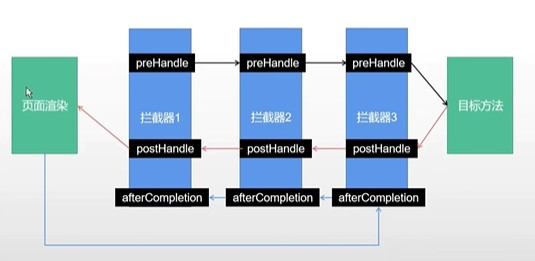 preHandle
preHandle
preHandle
页面渲染
拦截器1
拦截器2
拦截器3
目标方法
postHandle
postHandle
postHandle
afterCompletion
afterCompletion
afterCompletion